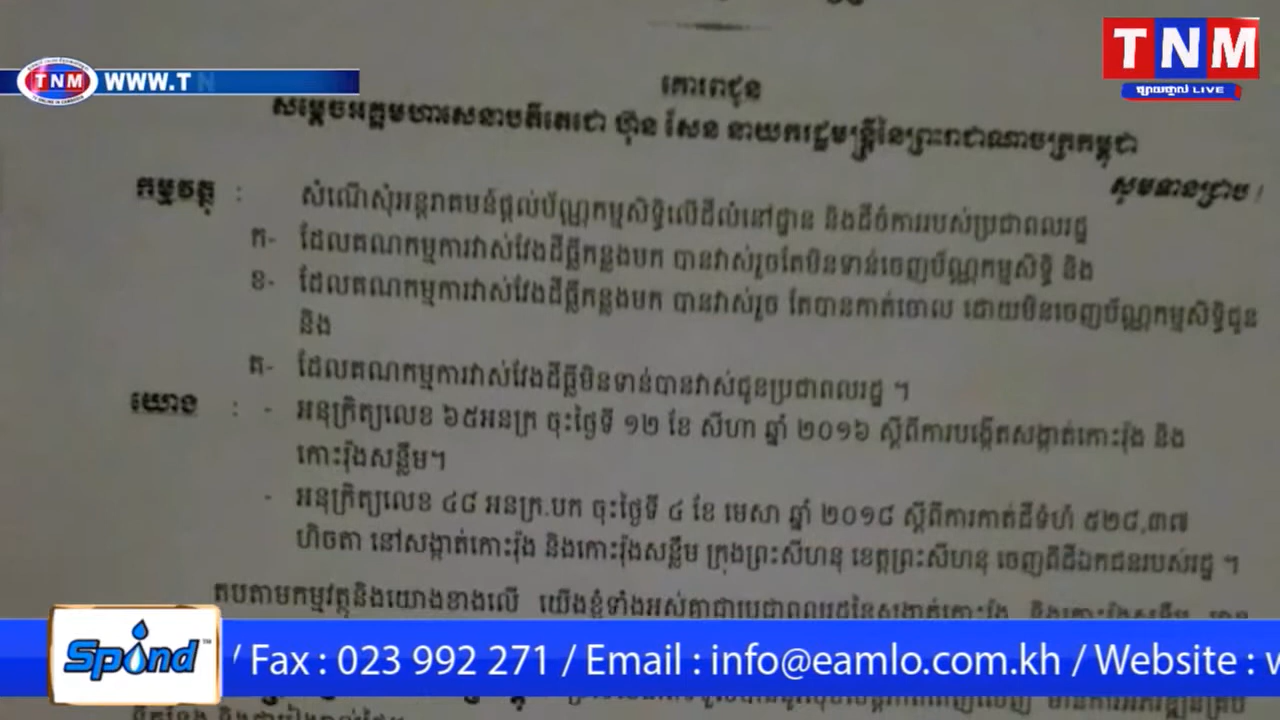 TNM
ផ្សាយផ្ទាល់ LIVE
TNM WWW.TN
គោរពជូន
សម្តេចអគ្គមហាសេនាបតីតេជោ ហ៊ុន សែន នាយករដ្ឋមន្ត្រីនៃព្រះរាជាណាចក្រកម្ពុជា
សូមបានជ្រាប !
កម្មវត្ថុ : សំណើសុំអន្តរាគមន៍ផ្តល់ប័ណ្ណកម្មសិទ្ធិលើដីលំនៅដ្ឋាន និងដីចំការរបស់ប្រជាពលរដ្ឋ
ក- ដែលគណកម្មការវាស់វែងដីធ្លីកន្លងមក បានវាស់រួចតែមិនទាន់ចេញប័ណ្ណកម្មសិទ្ធិ និង
ខ- ដែលគណកម្មការវាស់វែងដីធ្លីកន្លងមក បានវាស់រួច តែបានកាត់ចោល ដោយមិនចេញប័ណ្ណកម្មសិទ្ធិជូន
និង
គ- ដែលគណកម្មការវាស់វែងដីធ្លីមិនទាន់បានវាស់ជូនប្រជាពលរដ្ឋ ។
យោង : - អនុក្រិត្យលេខ ៦៥អនក្រ ចុះថ្ងៃទី ១២ ខែ សីហា ឆ្នាំ ២០១៦ ស្តីពីការបង្កើតសង្កាត់កោះរ៉ុង និង
កោះរ៉ុងសន្លឹម។
- អនុក្រិត្យលេខ ៤៨ អនក្រ.បក ចុះថ្ងៃទី ៤ ខែ មេសា ឆ្នាំ ២០១៨ ស្តីពីការកាត់ដីទំហំ ៥២៨,៣៧
ហិចតា នៅសង្កាត់កោះរ៉ុង និងកោះរ៉ុងសន្លឹម ក្រុងព្រះសីហនុ ខេត្តព្រះសីហនុ ចេញពីដីឯកជនរបស់រដ្ឋ ។
តបតាមកម្មវត្ថុនិងយោងខាងលើ យើងខ្ញុំទាំងអស់គ្នាជាប្រជាពលរដ្ឋនៃសង្កាត់កោះរ៉ុង និងកោះរ៉ុងសន្លឹម
Spind™ / Fax : 023 992 271 / Email : info@eamlo.com.kh / Website : w